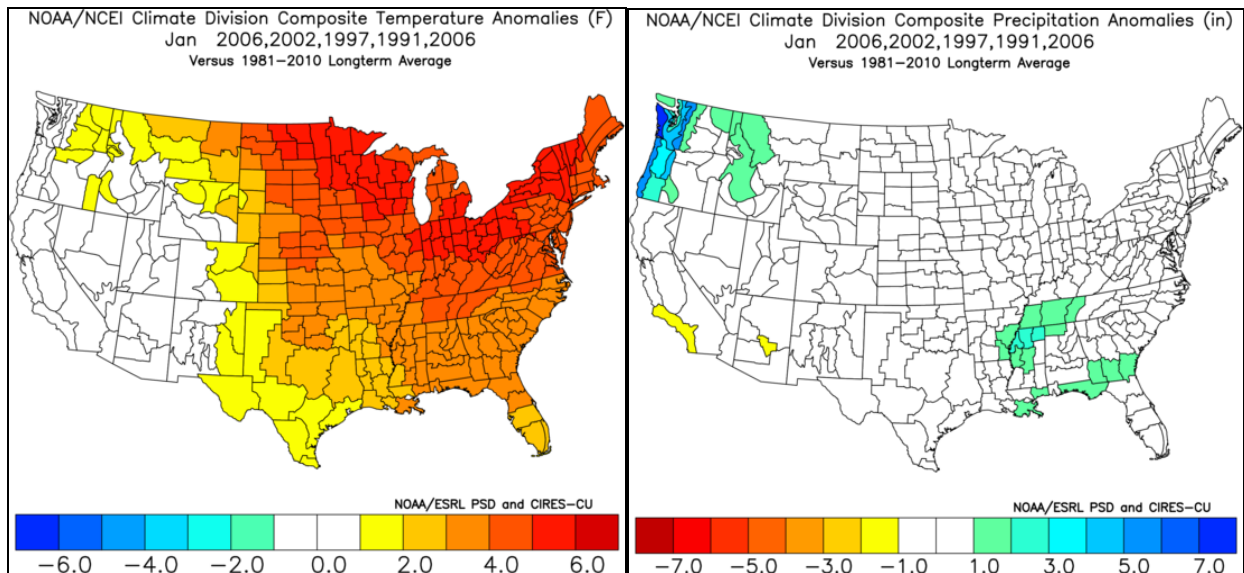 NOAA/NCEI Climate Division Composite Temperature Anomalies (F)
Jan 2006,2002,1997,1991,2006
Versus 1981-2010 Longterm Average
NOAA/ESRL PSD and CIRES-CU
-6.0 -4.0 -2.0 0.0 2.0 4.0 6.0
NOAA/NCEI Climate Division Composite Precipitation Anomalies (in)
Jan 2006,2002,1997,1991,2006
Versus 1981-2010 Longterm Average
NOAA/ESRL PSD and CIRES-CU
-7.0 -5.0 -3.0 -1.0 1.0 3.0 5.0 7.0